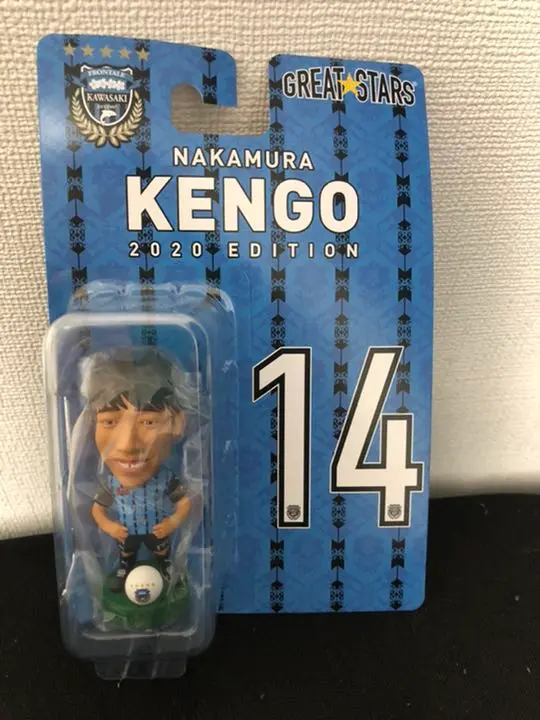 FRONTALE
KAWASAKI
GREAT★STARS
NAKAMURA
KENGO
2020 EDITION
14